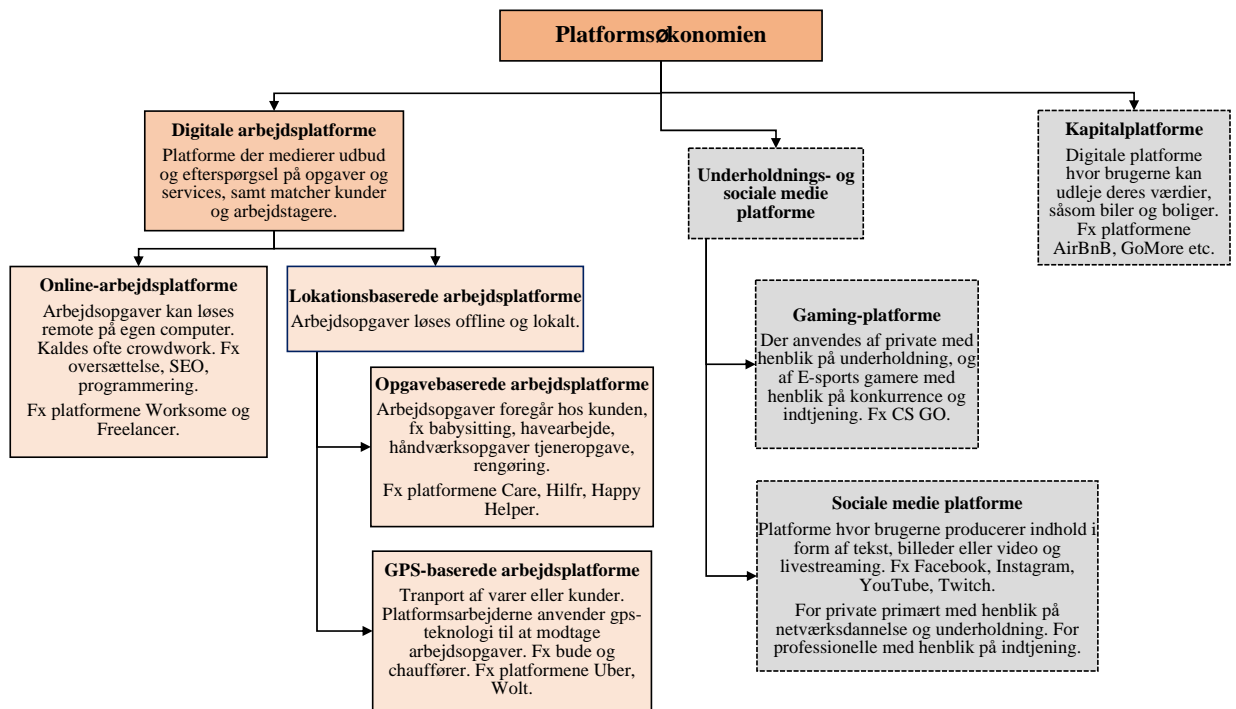 Platformsøkonomien
Digitale arbejdsplatforme
Platforme der medierer udbud
og efterspørgsel på opgaver og
services, samt matcher kunder
og arbejdstagere.
Underholdnings- og
sociale medie
platforme
Kapitalplatforme
Digitale platforme
hvor brugerne kan
udleje deres værdier,
såsom biler og boliger.
Fx platformene
AirBnB, GoMore etc.
Online-arbejdsplatforme
Arbejdsopgaver kan løses
remote på egen computer.
Kaldes ofte crowdwork. Fx
oversættelse, SEO,
programmering.
Fx platformene Worksome og
Freelancer.
Lokationsbaserede arbejdsplatforme
Arbejdsopgaver løses offline og lokalt.
Opgavebaserede arbejdsplatforme
Arbejdsopgaver foregår hos kunden,
fx babysitting, havearbejde,
håndværksopgaver tjeneropgave,
rengøring.
Fx platformene Care, Hilfr, Happy
Helper.
GPS-baserede arbejdsplatforme
Tranport af varer eller kunder.
Platformsarbejderne anvender gps-
teknologi til at modtage
arbejdsopgaver. Fx bude og
chauffører. Fx platformene Uber,
Wolt.
Gaming-platforme
Der anvendes af private med
henblik på underholdning, og
af E-sports gamere med
henblik på konkurrence og
indtjening. Fx CS GO.
Sociale medie platforme
Platforme hvor brugerne producerer indhold i
form af tekst, billeder eller video og
livestreaming. Fx Facebook, Instagram,
YouTube, Twitch.
For private primært med henblik på
netværksdannelse og underholdning. For
professionelle med henblik på indtjening.